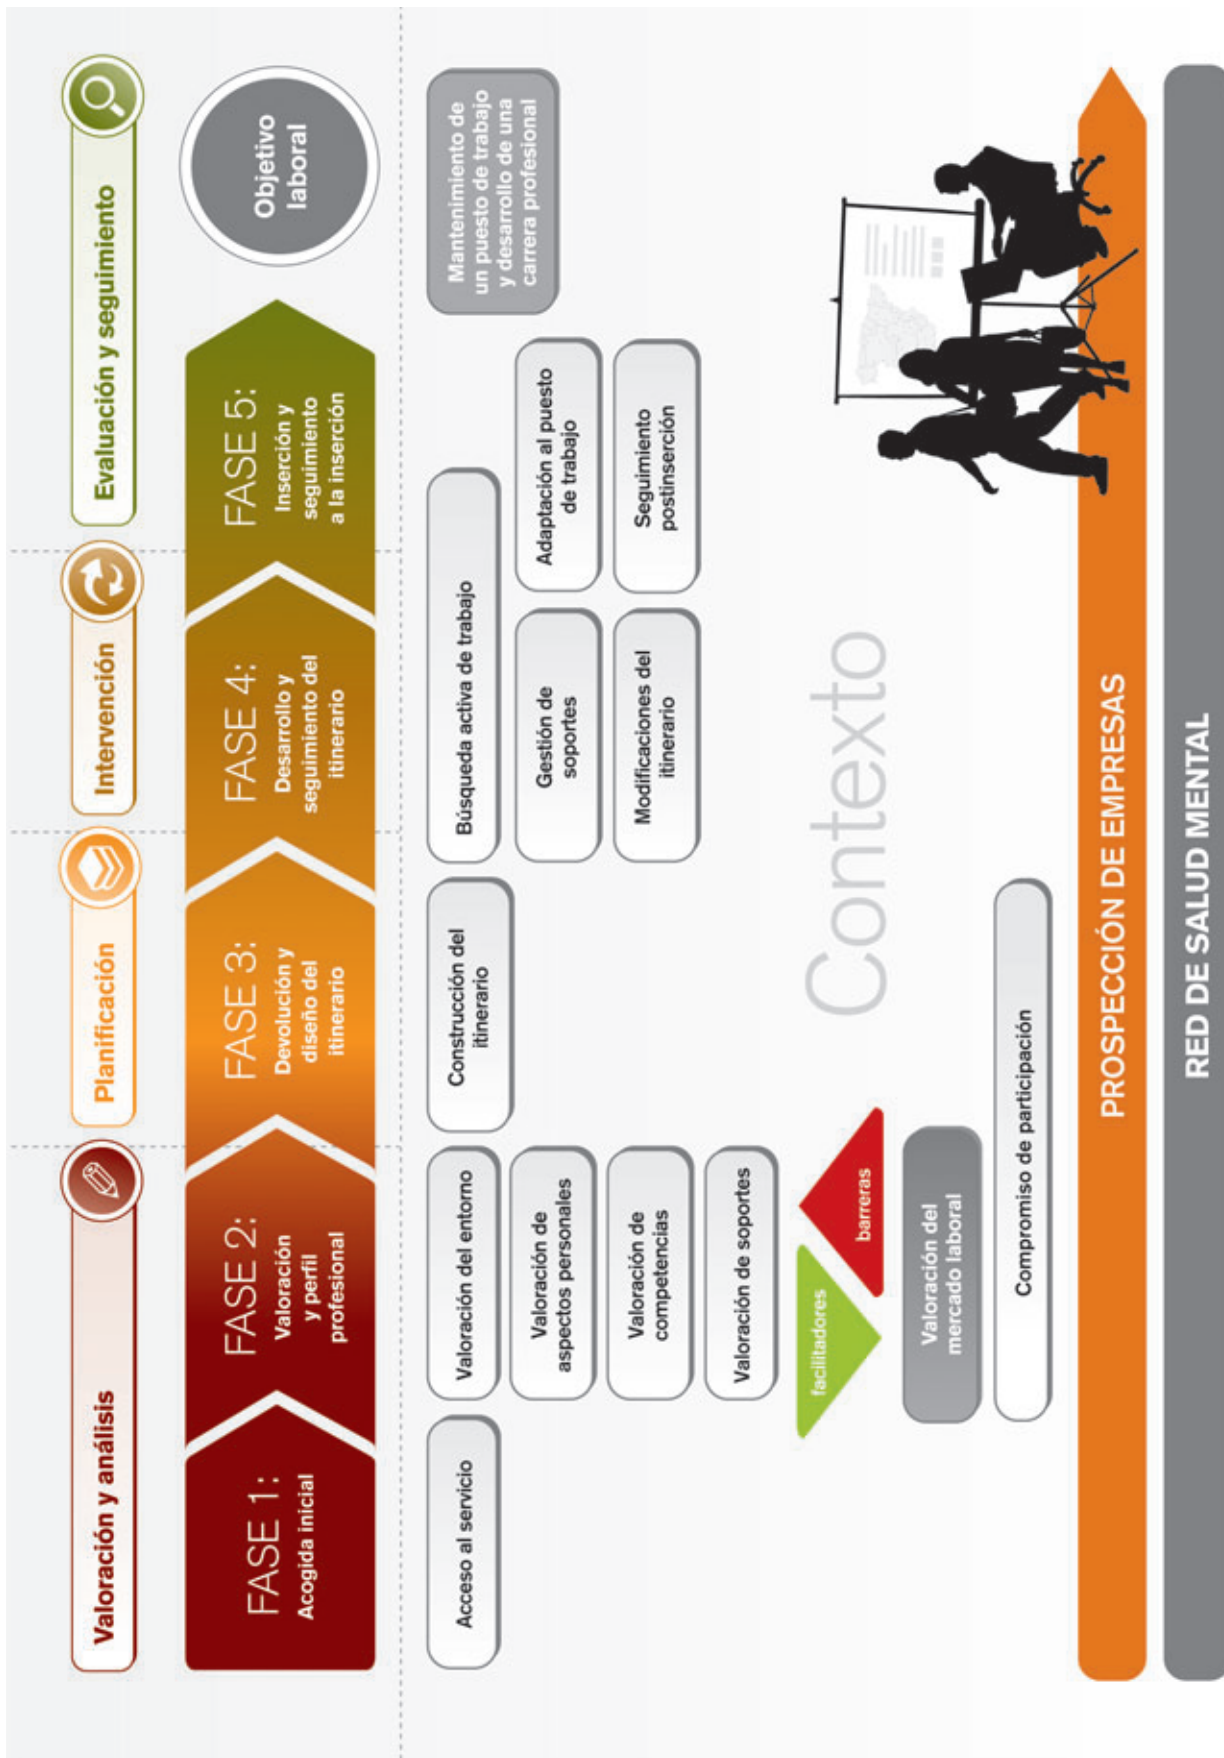 Valoración y análisis
Planificación
Intervención
Evaluación y seguimiento
FASE 1:
Acogida inicial
FASE 2:
Valoración
y perfil
profesional
FASE 3:
Devolución y
diseño del
itinerario
FASE 4:
Desarrollo y
seguimiento del
itinerario
FASE 5:
Inserción y
seguimiento
a la inserción
Objetivo
laboral
Acceso al servicio
Valoración del entorno
Valoración de
aspectos personales
Valoración de
competencias
Valoración de soportes
facilitadores
barreras
Valoración del
mercado laboral
Compromiso de participación
Construcción del
itinerario
Búsqueda activa de trabajo
Gestión de
soportes
Adaptación al puesto
de trabajo
Modificaciones del
itinerario
Seguimiento
postinserción
Mantenimiento de
un puesto de trabajo
y desarrollo de una
carrera profesional
Contexto
PROSPECCIÓN DE EMPRESAS
RED DE SALUD MENTAL